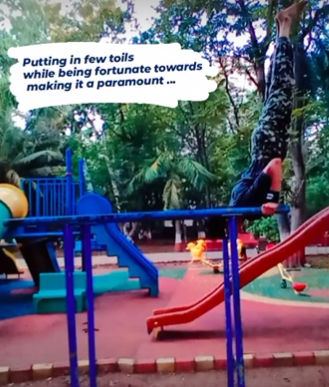 Putting in few toils
while being fortunate towards
making it a paramount ...